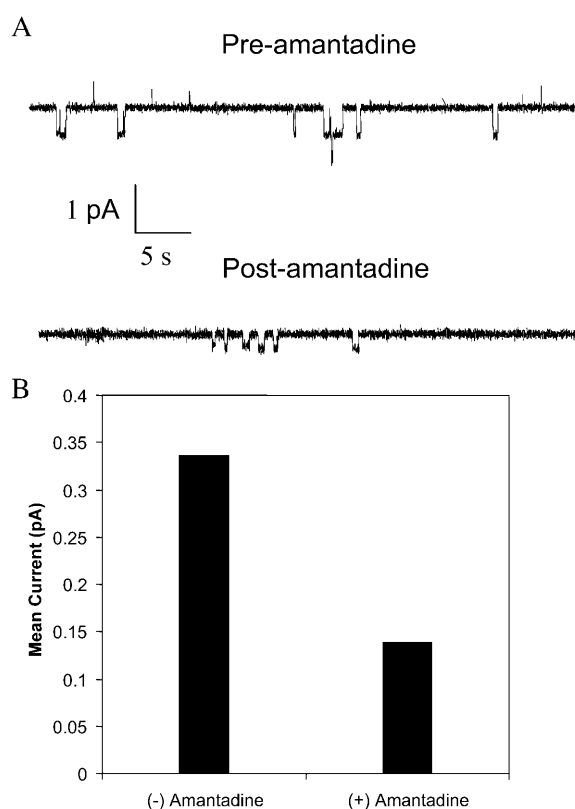 A
Pre-amantadine
1 pA
5 s
Post-amantadine
B
0.4
0.35
0.3
0.25
0.2
0.15
0.1
0.05
0
Mean Current (pA)
(-) Amantadine
(+) Amantadine